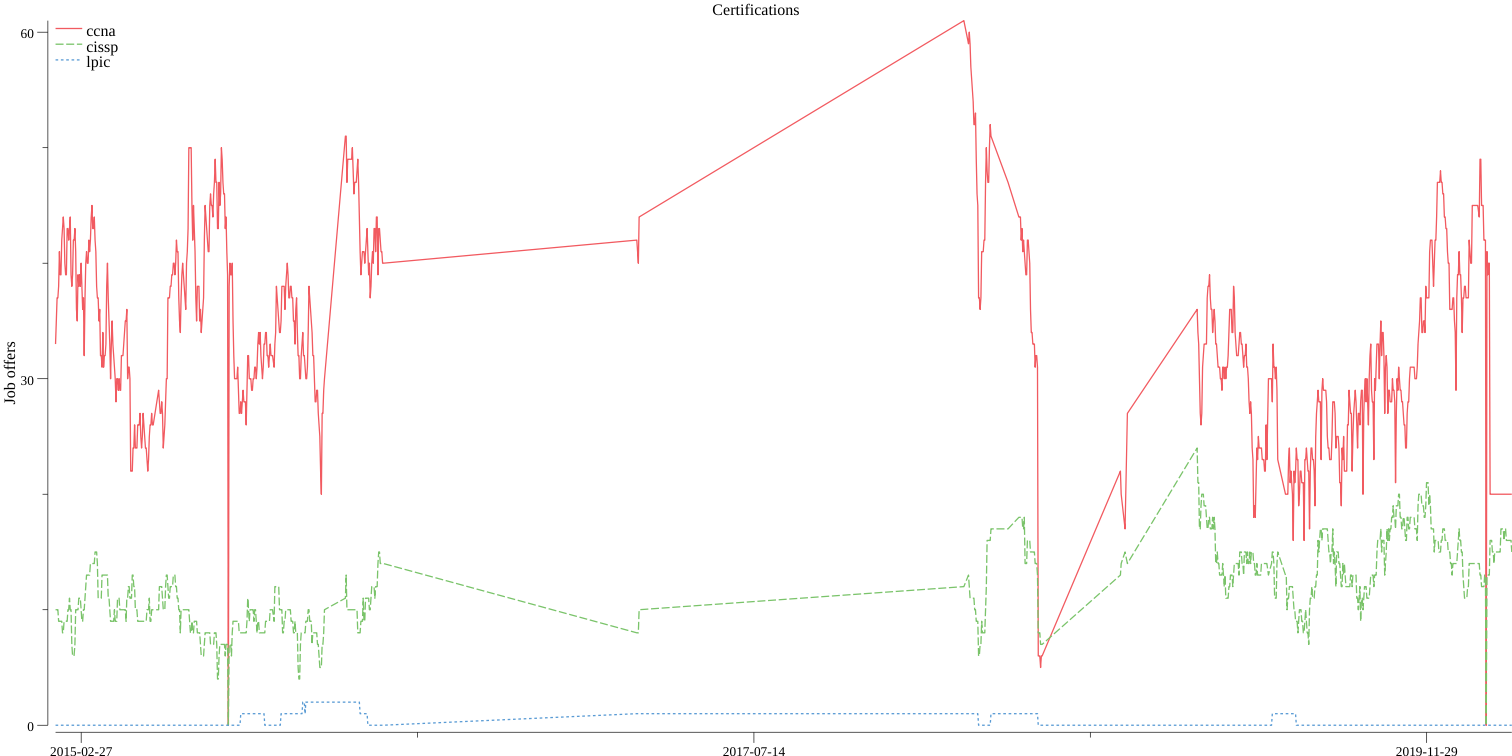 Certifications
60
ccna
cissp
lpic
Job offers
30
0
2015-02-27
2017-07-14
2019-11-29